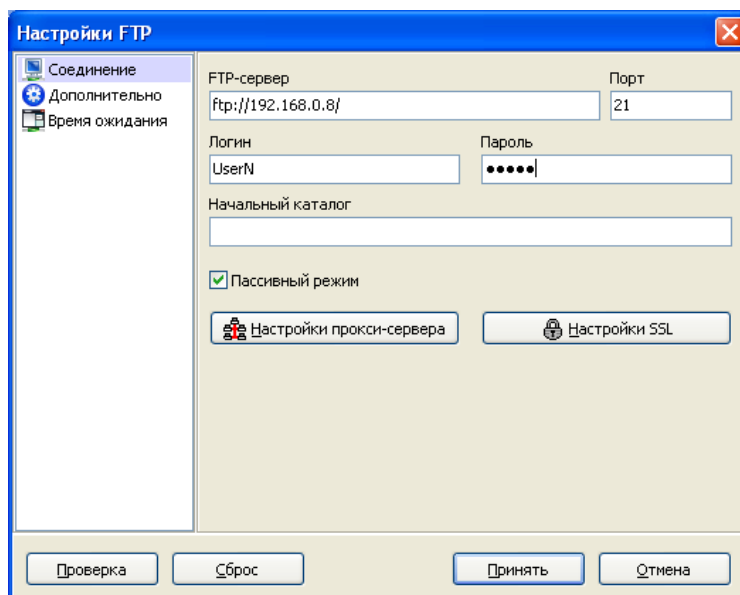 Настройки FTP
Соединение
Дополнительно
Время ожидания
FTP-сервер Порт
ftp://192.168.0.8/ 21
Логин Пароль
UserN ●●●●●
Начальный каталог
Пассивный режим
Настройки прокси-сервера Настройки SSL
Проверка Сброс Принять Отмена